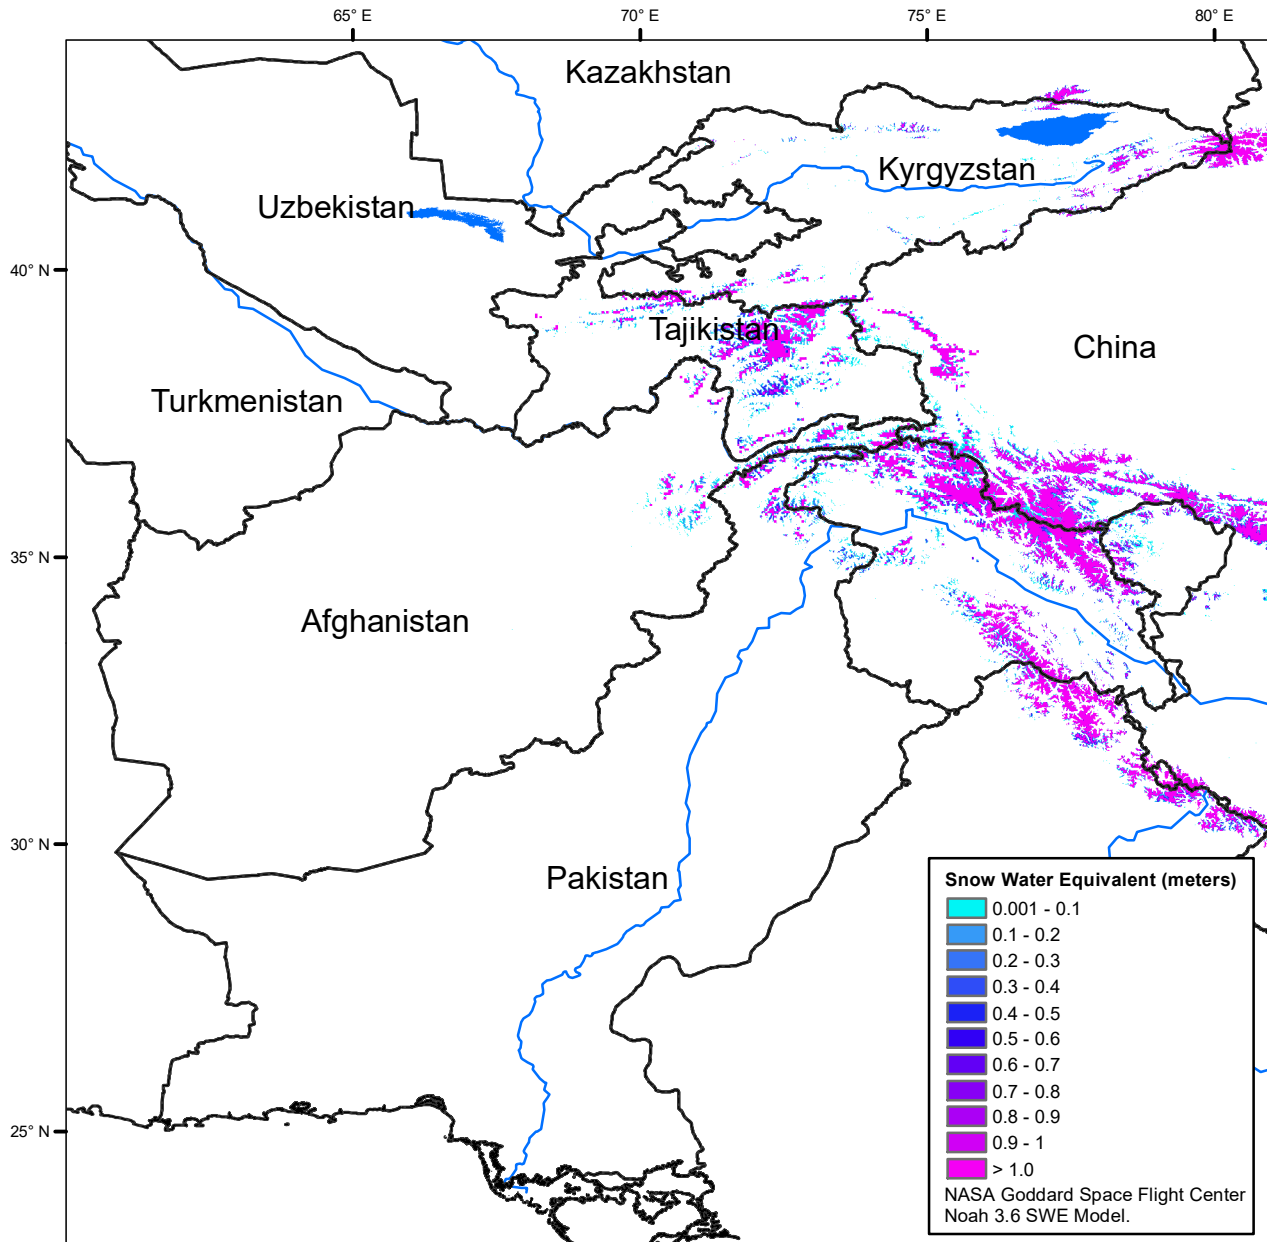 65° E
70° E
75° E
80° E
Kazakhstan
Kyrgyzstan
Uzbekistan
40° N
Tajikistan
China
Turkmenistan
35° N
Afghanistan
30° N
Pakistan
25° N
Snow Water Equivalent (meters)
0.001 - 0.1
0.1 - 0.2
0.2 - 0.3
0.3 - 0.4
0.4 - 0.5
0.5 - 0.6
0.6 - 0.7
0.7 - 0.8
0.8 - 0.9
0.9 - 1
> 1.0
NASA Goddard Space Flight Center
Noah 3.6 SWE Model.